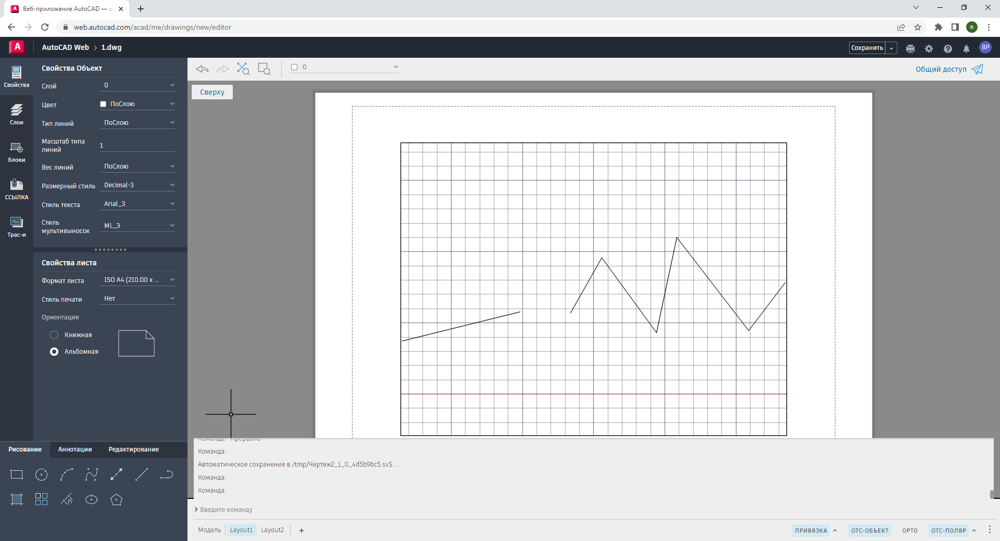 Веб-приложение AutoCAD — о
web.autocad.com/acad/me/drawings/new/editor
B
A
AutoCAD Web > 1.dwg
Сохранить
BP
Свойства
Слои
Блоки
ССЫЛКА
Трас-и
Свойства Объект
Слой 0
Цвет ПоСлою
Тип линий ПоСлою
Масштаб типа
линий 1
Вес линий ПоСлою
Размерный стиль Decimal-3
Стиль текста Arial_3
Стиль
мультивыносок ML_3
Свойства листа
Формат листа ISO A4 (210.00 x ...
Стиль печати Нет
Ориентация
Книжная
Альбомная
0
Общий доступ
Сверху
Рисование Аннотации Редактирование
Команда: *Прервано*
Команда:
Автоматическое сохранение в /tmp/Чертеж2_1_0_4d5b9bc5.sv$ ...
Команда:
Команда:
Введите команду
Модель Layout1 Layout2 +
ПРИВЯЗКА ОТС-ОБЪЕКТ ОРТО ОТС-ПОЛЯР